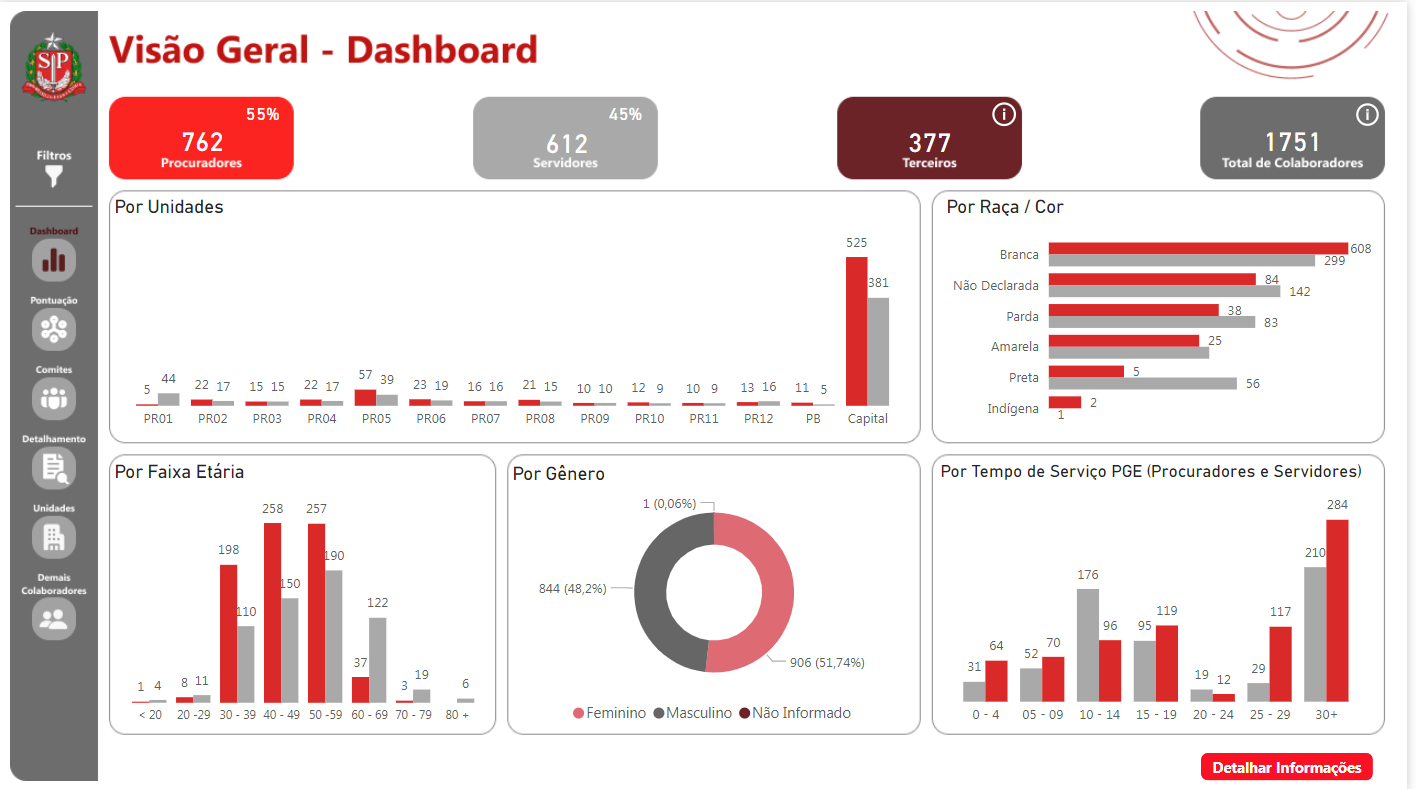 Visão Geral - Dashboard
SP
Filtros
Dashboard
Pontuação
Comites
Detalhamento
Unidades
Demais
Colaboradores
55%
762
Procuradores
45%
612
Servidores
i
377
Terceiros
i
1751
Total de Colaboradores
Por Unidades
525
381
5 44 22 17 15 15 22 17 57 39 23 19 16 16 21 15 10 10 12 9 10 9 13 16 11 5
PR01 PR02 PR03 PR04 PR05 PR06 PR07 PR08 PR09 PR10 PR11 PR12 PB Capital
Por Raça / Cor
Branca 608
299
Não Declarada 84
142
Parda 38
83
Amarela 25
Preta 5
56
Indígena 2
1
Por Faixa Etária
258 257
198 190
150
110 122
37
1 4 8 11 3 19 6
< 20 20 -29 30 - 39 40 - 49 50 -59 60 - 69 70 - 79 80 +
Por Gênero
1 (0,06%)
844 (48,2%)
906 (51,74%)
Feminino Masculino Não Informado
Por Tempo de Serviço PGE (Procuradores e Servidores)
284
210
176
119 117
96 95
64 70
31 52
19 12 29
0 - 4 05 - 09 10 - 14 15 - 19 20 - 24 25 - 29 30+
Detalhar Informações